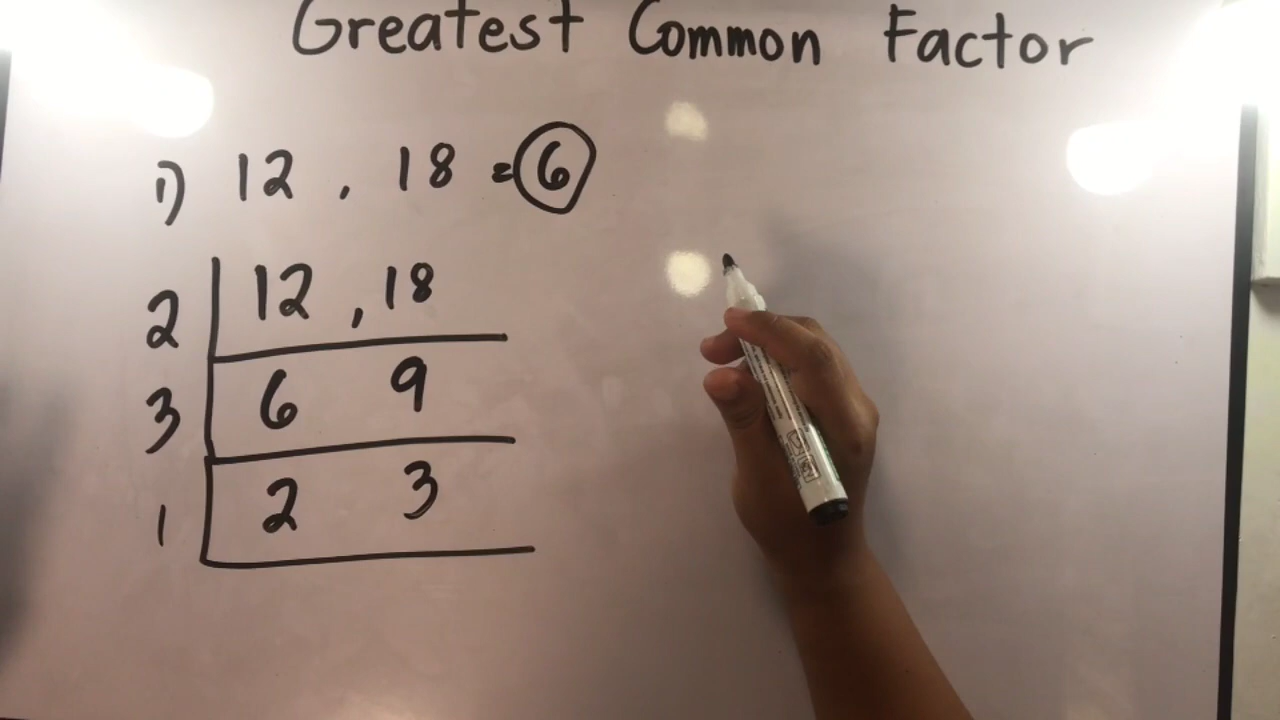 Greatest Common Factor
1) 12 , 18 = 6
2 12 , 18
3 6 9
1 2 3